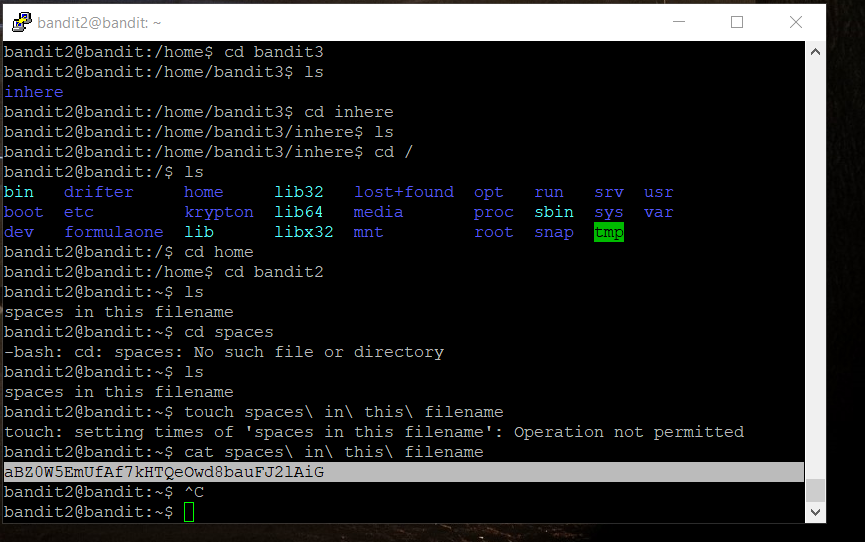 bandit2@bandit: ~
bandit2@bandit:/home$ cd bandit3
bandit2@bandit:/home/bandit3$ ls
inhere
bandit2@bandit:/home/bandit3$ cd inhere
bandit2@bandit:/home/bandit3/inhere$ ls
bandit2@bandit:/home/bandit3/inhere$ cd /
bandit2@bandit:/$ ls
bin   drifter     home     lib32   lost+found  opt   run   srv  usr
boot  etc         krypton  lib64   media       proc  sbin  sys  var
dev   formulaone  lib      libx32  mnt         root  snap  tmp
bandit2@bandit:/$ cd home
bandit2@bandit:/home$ cd bandit2
bandit2@bandit:~$ ls
spaces in this filename
bandit2@bandit:~$ cd spaces
-bash: cd: spaces: No such file or directory
bandit2@bandit:~$ ls
spaces in this filename
bandit2@bandit:~$ touch spaces\ in\ this\ filename
touch: setting times of 'spaces in this filename': Operation not permitted
bandit2@bandit:~$ cat spaces\ in\ this\ filename
aBZ0W5EmUfAf7kHTQeOwd8bauFJ2lAiG
bandit2@bandit:~$ ^C
bandit2@bandit:~$